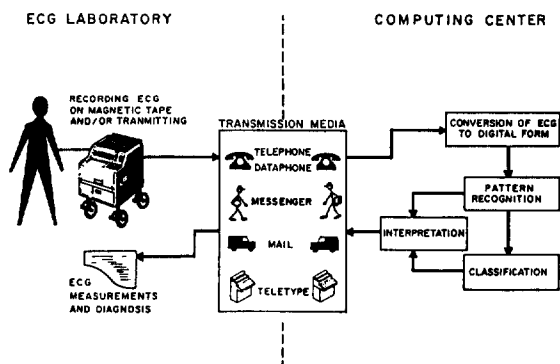 ECG LABORATORY
COMPUTING CENTER
RECORDING ECG
ON MAGNETIC TAPE
AND/OR TRANMITTING
TRANSMISSION MEDIA
TELEPHONE
DATAPHONE
MESSENGER
MAIL
TELETYPE
CONVERSION OF ECG
TO DIGITAL FORM
PATTERN
RECOGNITION
INTERPRETATION
CLASSIFICATION
ECG
MEASUREMENTS
AND DIAGNOSIS